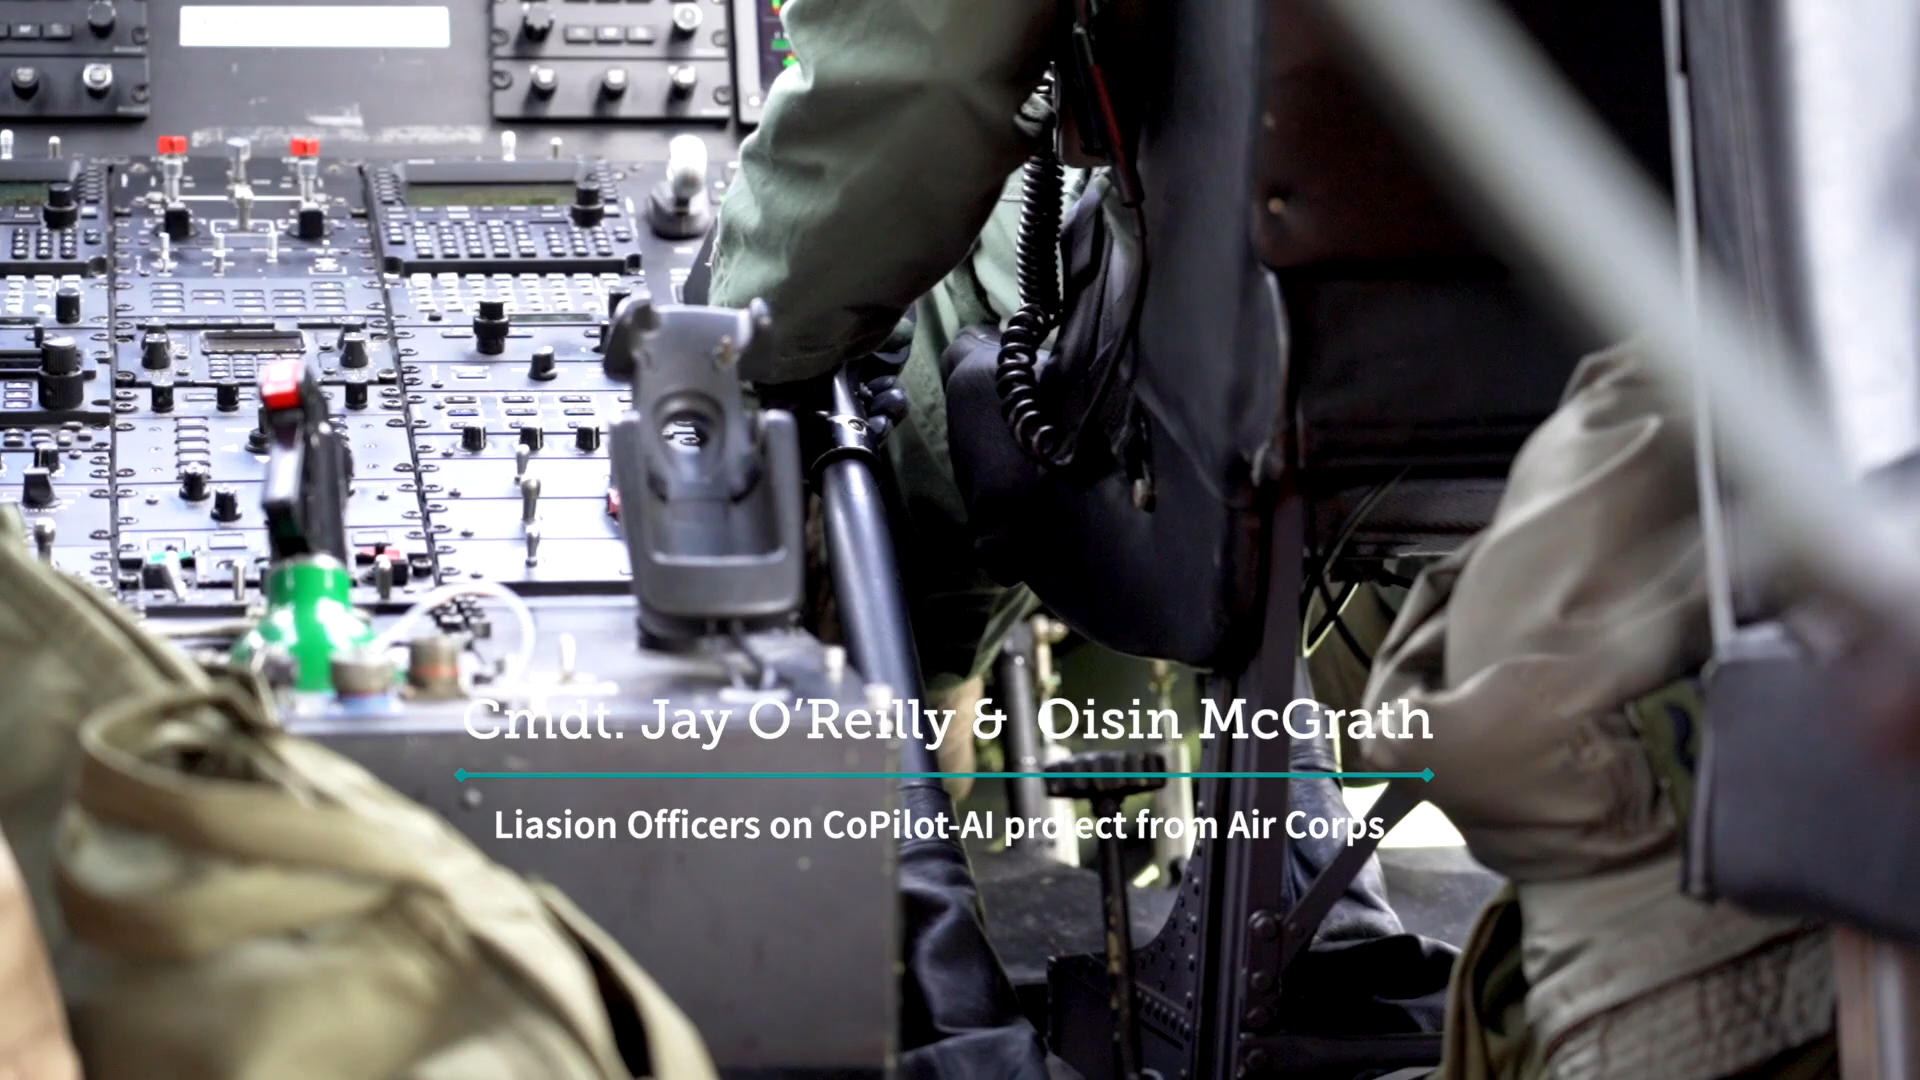 Cmdt. Jay O'Reilly & Oisin McGrath
Liasion Officers on CoPilot-AI project from Air Corps